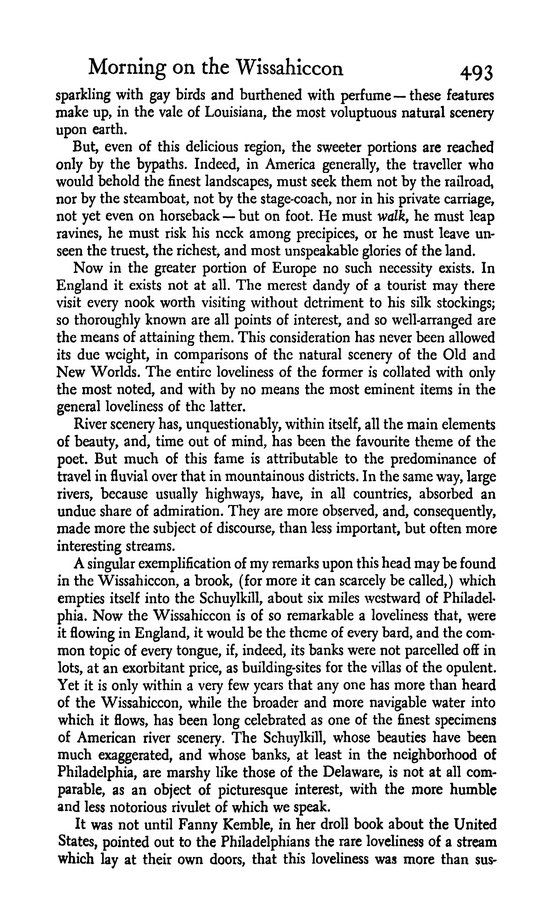 Morning on the Wissahiccon 493
sparkling with gay birds and burthened with perfume — these features
make up, in the vale of Louisiana, the most voluptuous natural scenery
upon earth.
But, even of this delicious region, the sweeter portions are reached
only by the bypaths. Indeed, in America generally, the traveller who
would behold the finest landscapes, must seek them not by the railroad,
nor by the steamboat, not by the stage-coach, nor in his private carriage,
not yet even on horseback — but on foot. He must walk, he must leap
ravines, he must risk his neck among precipices, or he must leave un-
seen the truest, the richest, and most unspeakable glories of the land.
Now in the greater portion of Europe no such necessity exists. In
England it exists not at all. The merest dandy of a tourist may there
visit every nook worth visiting without detriment to his silk stockings;
so thoroughly known are all points of interest, and so well-arranged are
the means of attaining them. This consideration has never been allowed
its due weight, in comparisons of the natural scenery of the Old and
New Worlds. The entire loveliness of the former is collated with only
the most noted, and with by no means the most eminent items in the
general loveliness of the latter.
River scenery has, unquestionably, within itself, all the main elements
of beauty, and, time out of mind, has been the favourite theme of the
poet. But much of this fame is attributable to the predominance of
travel in fluvial over that in mountainous districts. In the same way, large
rivers, because usually highways, have, in all countries, absorbed an
undue share of admiration. They are more observed, and, consequently,
made more the subject of discourse, than less important, but often more
interesting streams.
A singular exemplification of my remarks upon this head may be found
in the Wissahiccon, a brook, (for more it can scarcely be called,) which
empties itself into the Schuylkill, about six miles westward of Philadel-
phia. Now the Wissahiccon is of so remarkable a loveliness that, were
it flowing in England, it would be the theme of every bard, and the com-
mon topic of every tongue, if, indeed, its banks were not parcelled off in
lots, at an exorbitant price, as building-sites for the villas of the opulent.
Yet it is only within a very few years that any one has more than heard
of the Wissahiccon, while the broader and more navigable water into
which it flows, has been long celebrated as one of the finest specimens
of American river scenery. The Schuylkill, whose beauties have been
much exaggerated, and whose banks, at least in the neighborhood of
Philadelphia, are marshy like those of the Delaware, is not at all com-
parable, as an object of picturesque interest, with the more humble
and less notorious rivulet of which we speak.
It was not until Fanny Kemble, in her droll book about the United
States, pointed out to the Philadelphians the rare loveliness of a stream
which lay at their own doors, that this loveliness was more than sus-